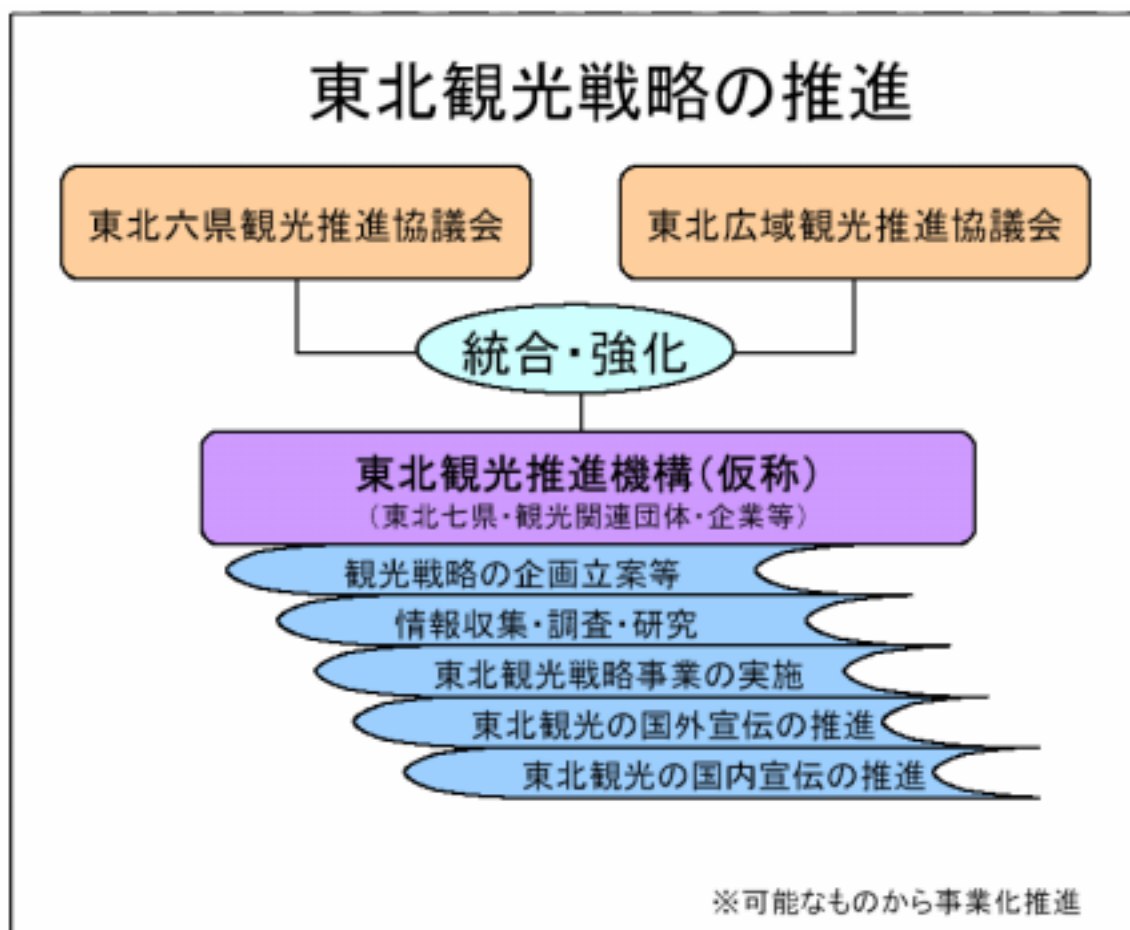 東北観光戦略の推進
東北六県観光推進協議会
東北広域観光推進協議会
統合・強化
東北観光推進機構(仮称)
(東北七県・観光関連団体・企業等)
観光戦略の企画立案等
情報収集・調査・研究
東北観光戦略事業の実施
東北観光の国外宣伝の推進
東北観光の国内宣伝の推進
※可能なものから事業化推進